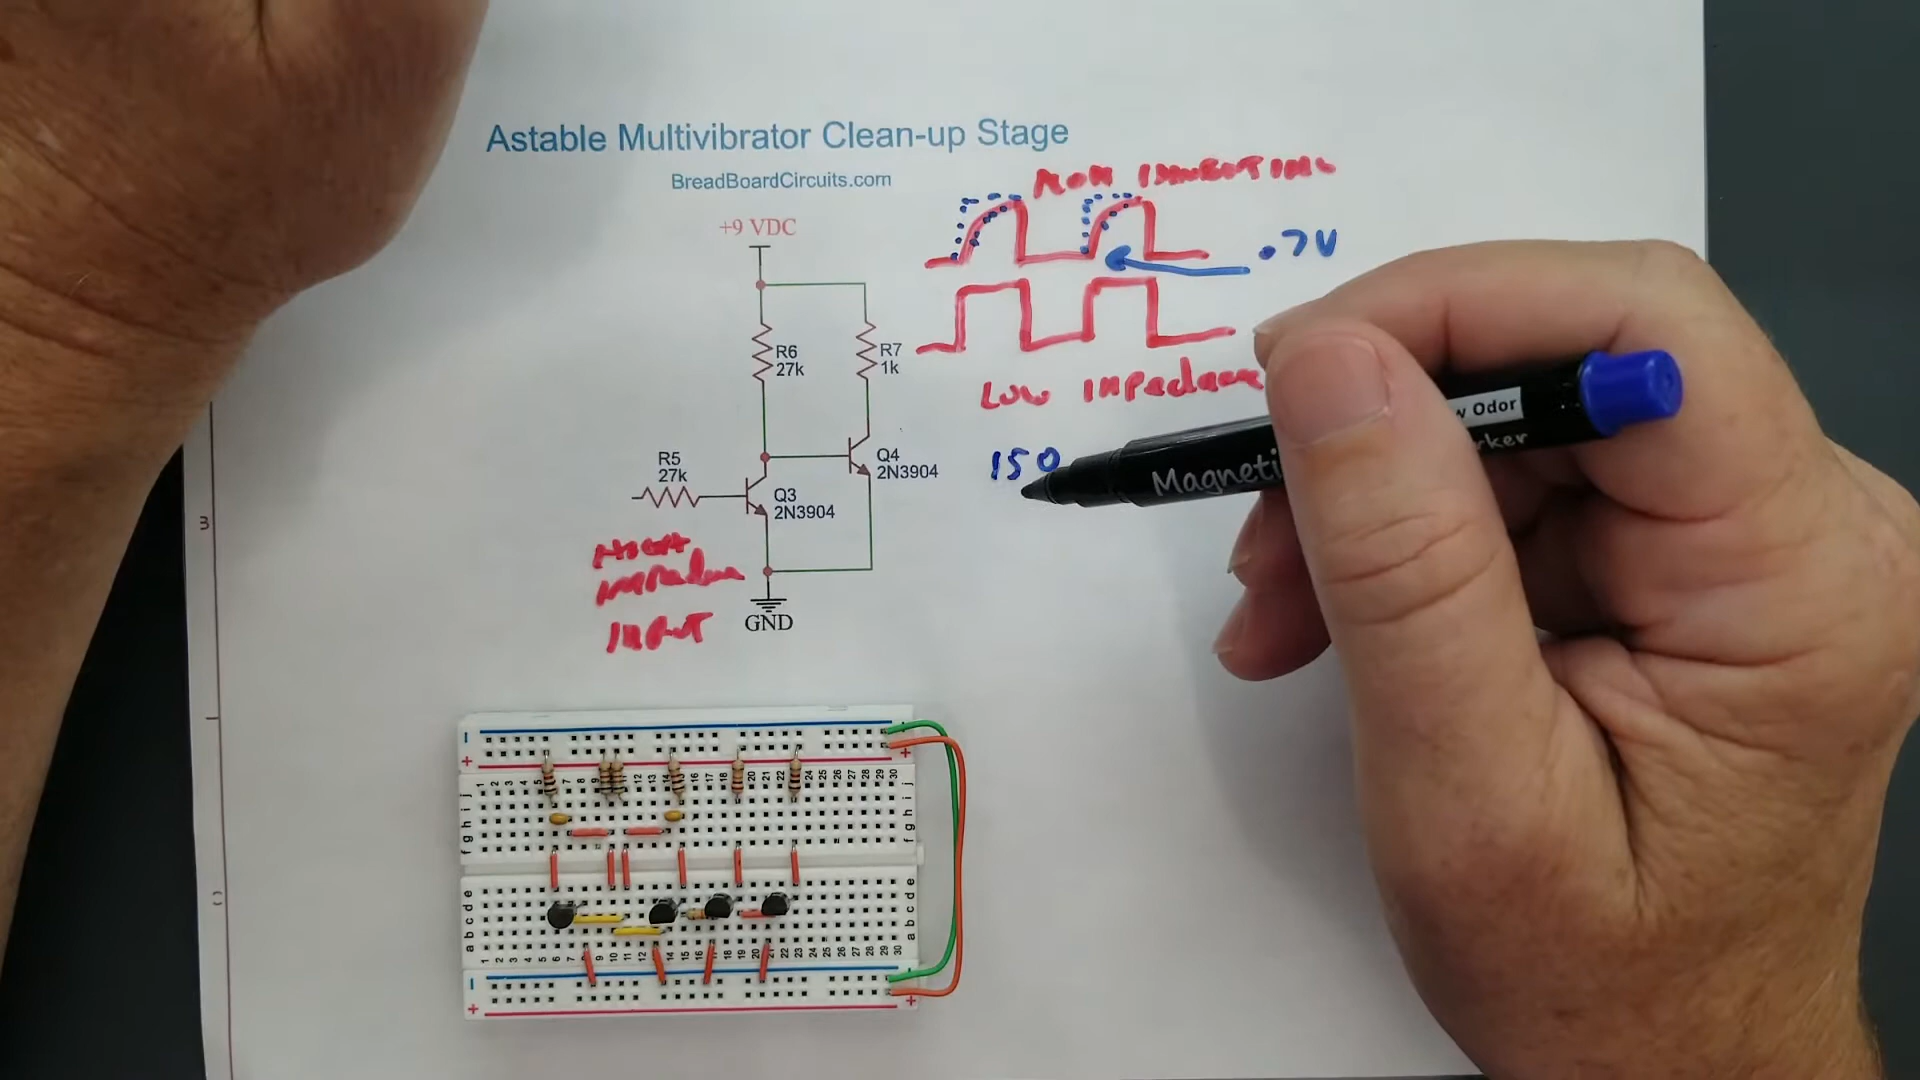 Astable Multivibrator Clean-up Stage
BreadBoardCircuits.com
NON INVERTING
+9 VDC
.7V
R6
27k
R7
1k
LOW IMPEDANCE
w Odor
Magneti
rker
150
R5
27k
Q4
2N3904
Q3
2N3904
IMPEDANCE
INPUT
GND